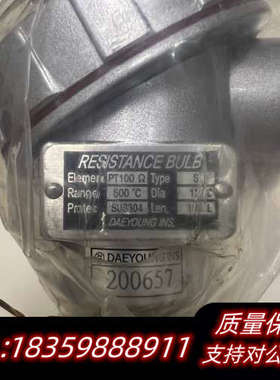 RESISTANCE BULB
Element PT100 Ω Type S
Range 500 ℃ Dia
Protec SUS304 Len L
DAEYOUNG INS.
DAEYOUNG INS
200657
质量保
:18359888911
支持对公